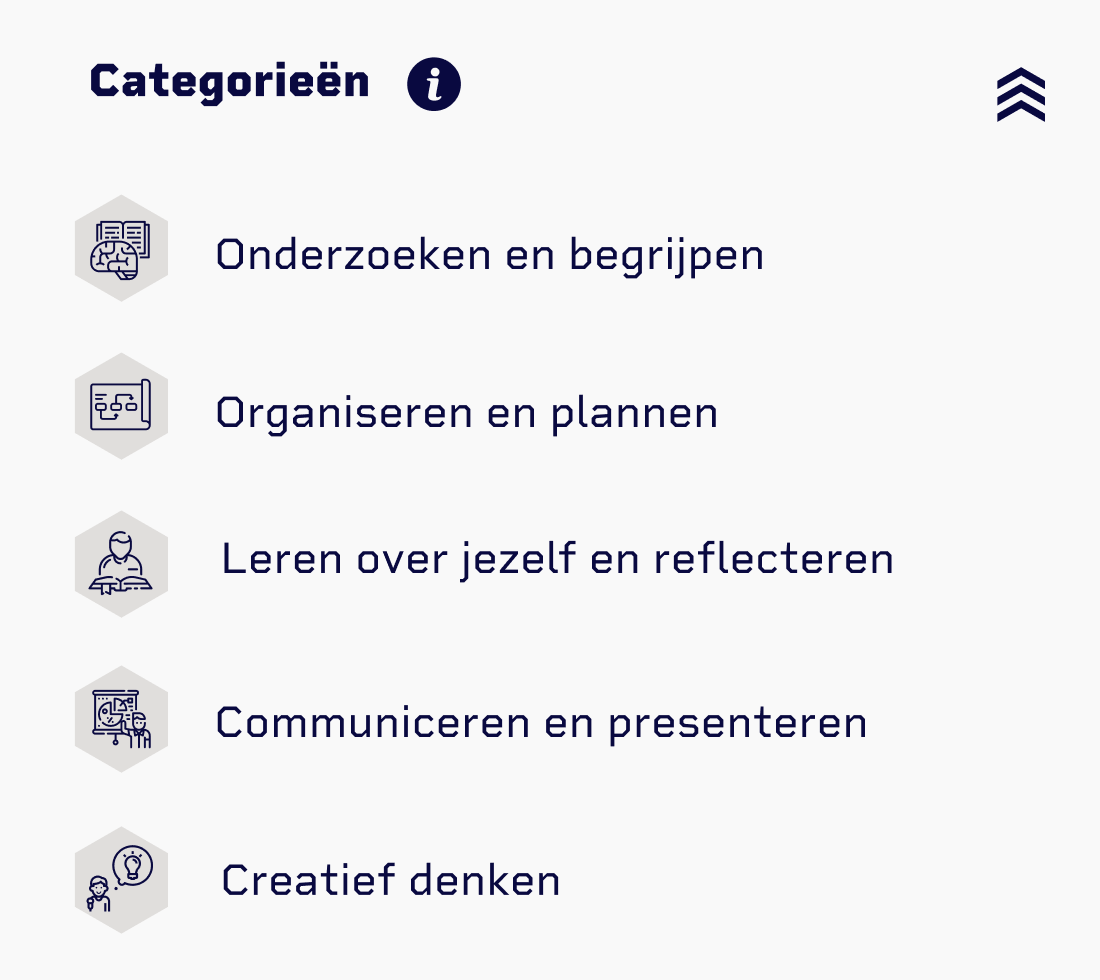 Categorieën i
Onderzoeken en begrijpen
Organiseren en plannen
Leren over jezelf en reflecteren
Communiceren en presenteren
Creatief denken